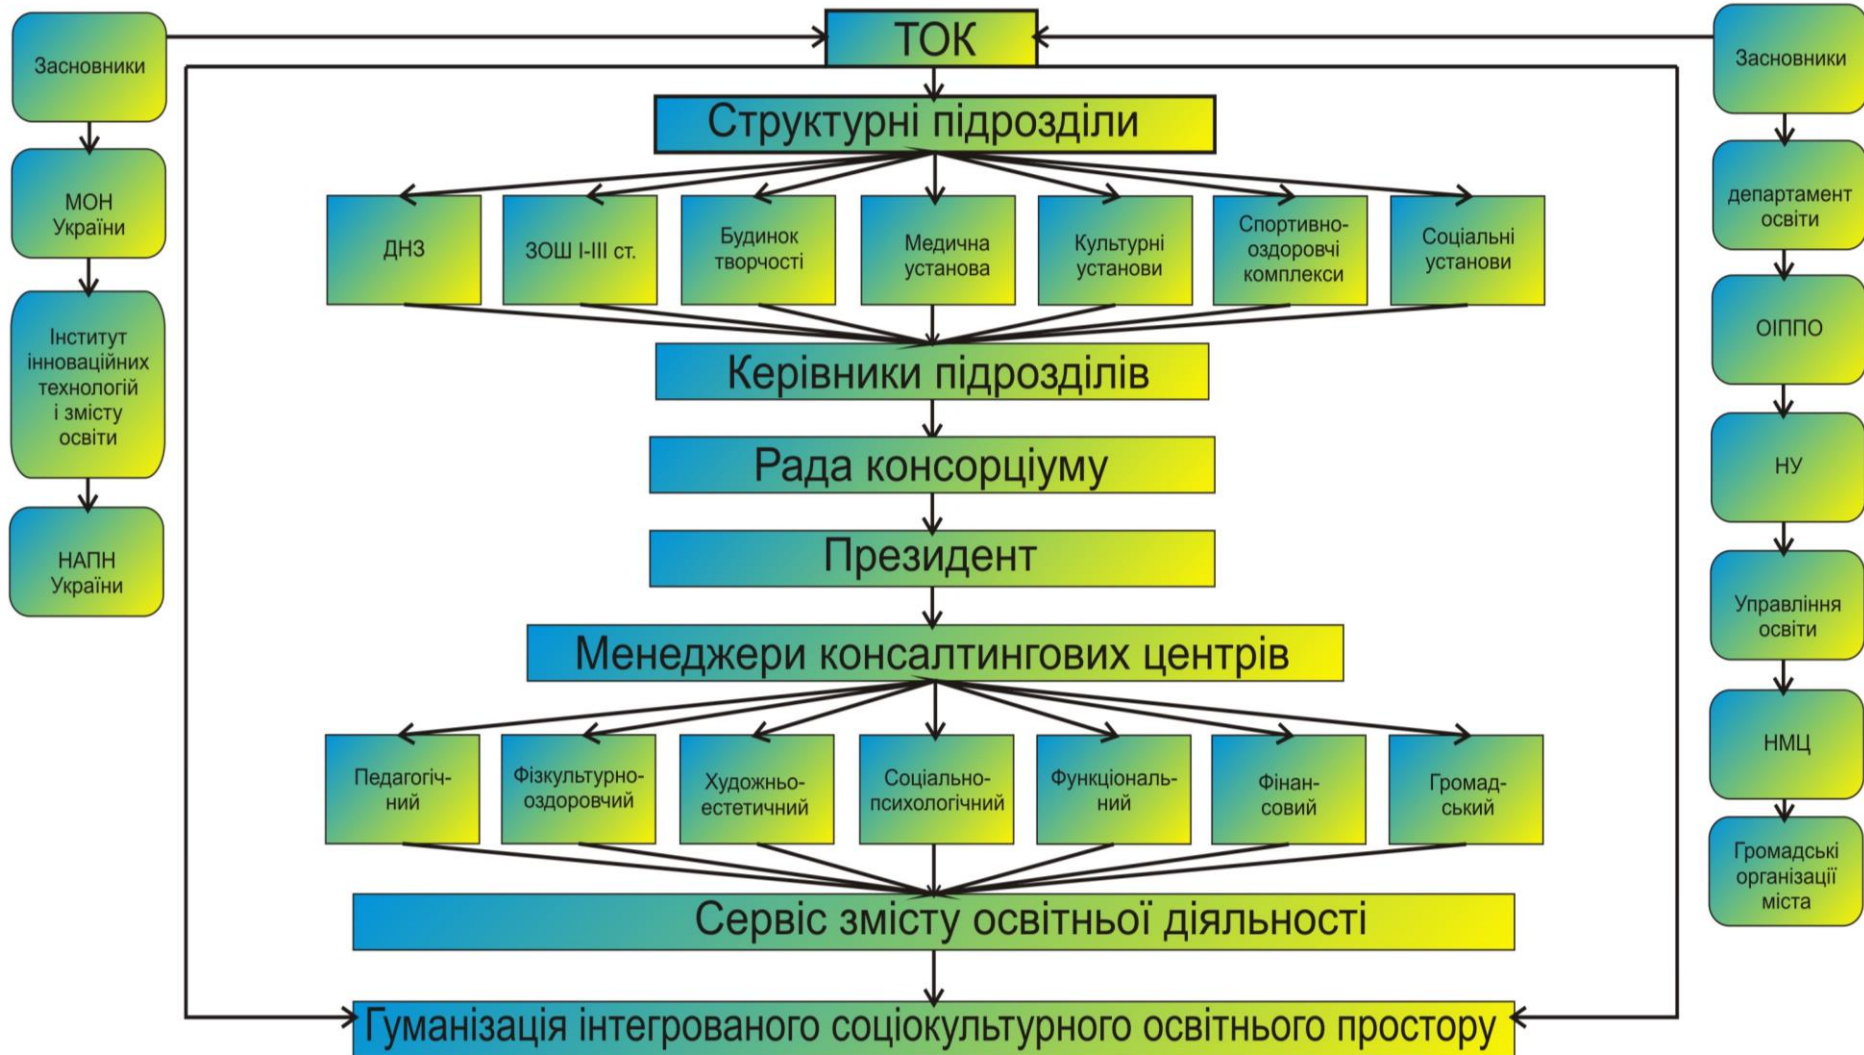 ТОК
Засновники
МОН
України
Інститут
інноваційних
технологій
і змісту
освіти
НАПН
України
Структурні підрозділи
ДНЗ
ЗОШ І-ІІІ ст.
Будинок
творчості
Медична
установа
Культурні
установи
Спортивно-
оздоровчі
комплекси
Соціальні
установи
Керівники підрозділів
Рада консорціуму
Президент
Менеджери консалтингових центрів
Педагогіч-
ний
Фізкультурно-
оздоровчий
Художньо-
естетичний
Соціально-
психологічний
Функціональ-
ний
Фінан-
совий
Громад-
ський
Сервіс змісту освітньої діяльності
Гуманізація інтегрованого соціокультурного освітнього простору
Засновники
департамент
освіти
ОІППО
НУ
Управління
освіти
НМЦ
Громадські
організації
міста